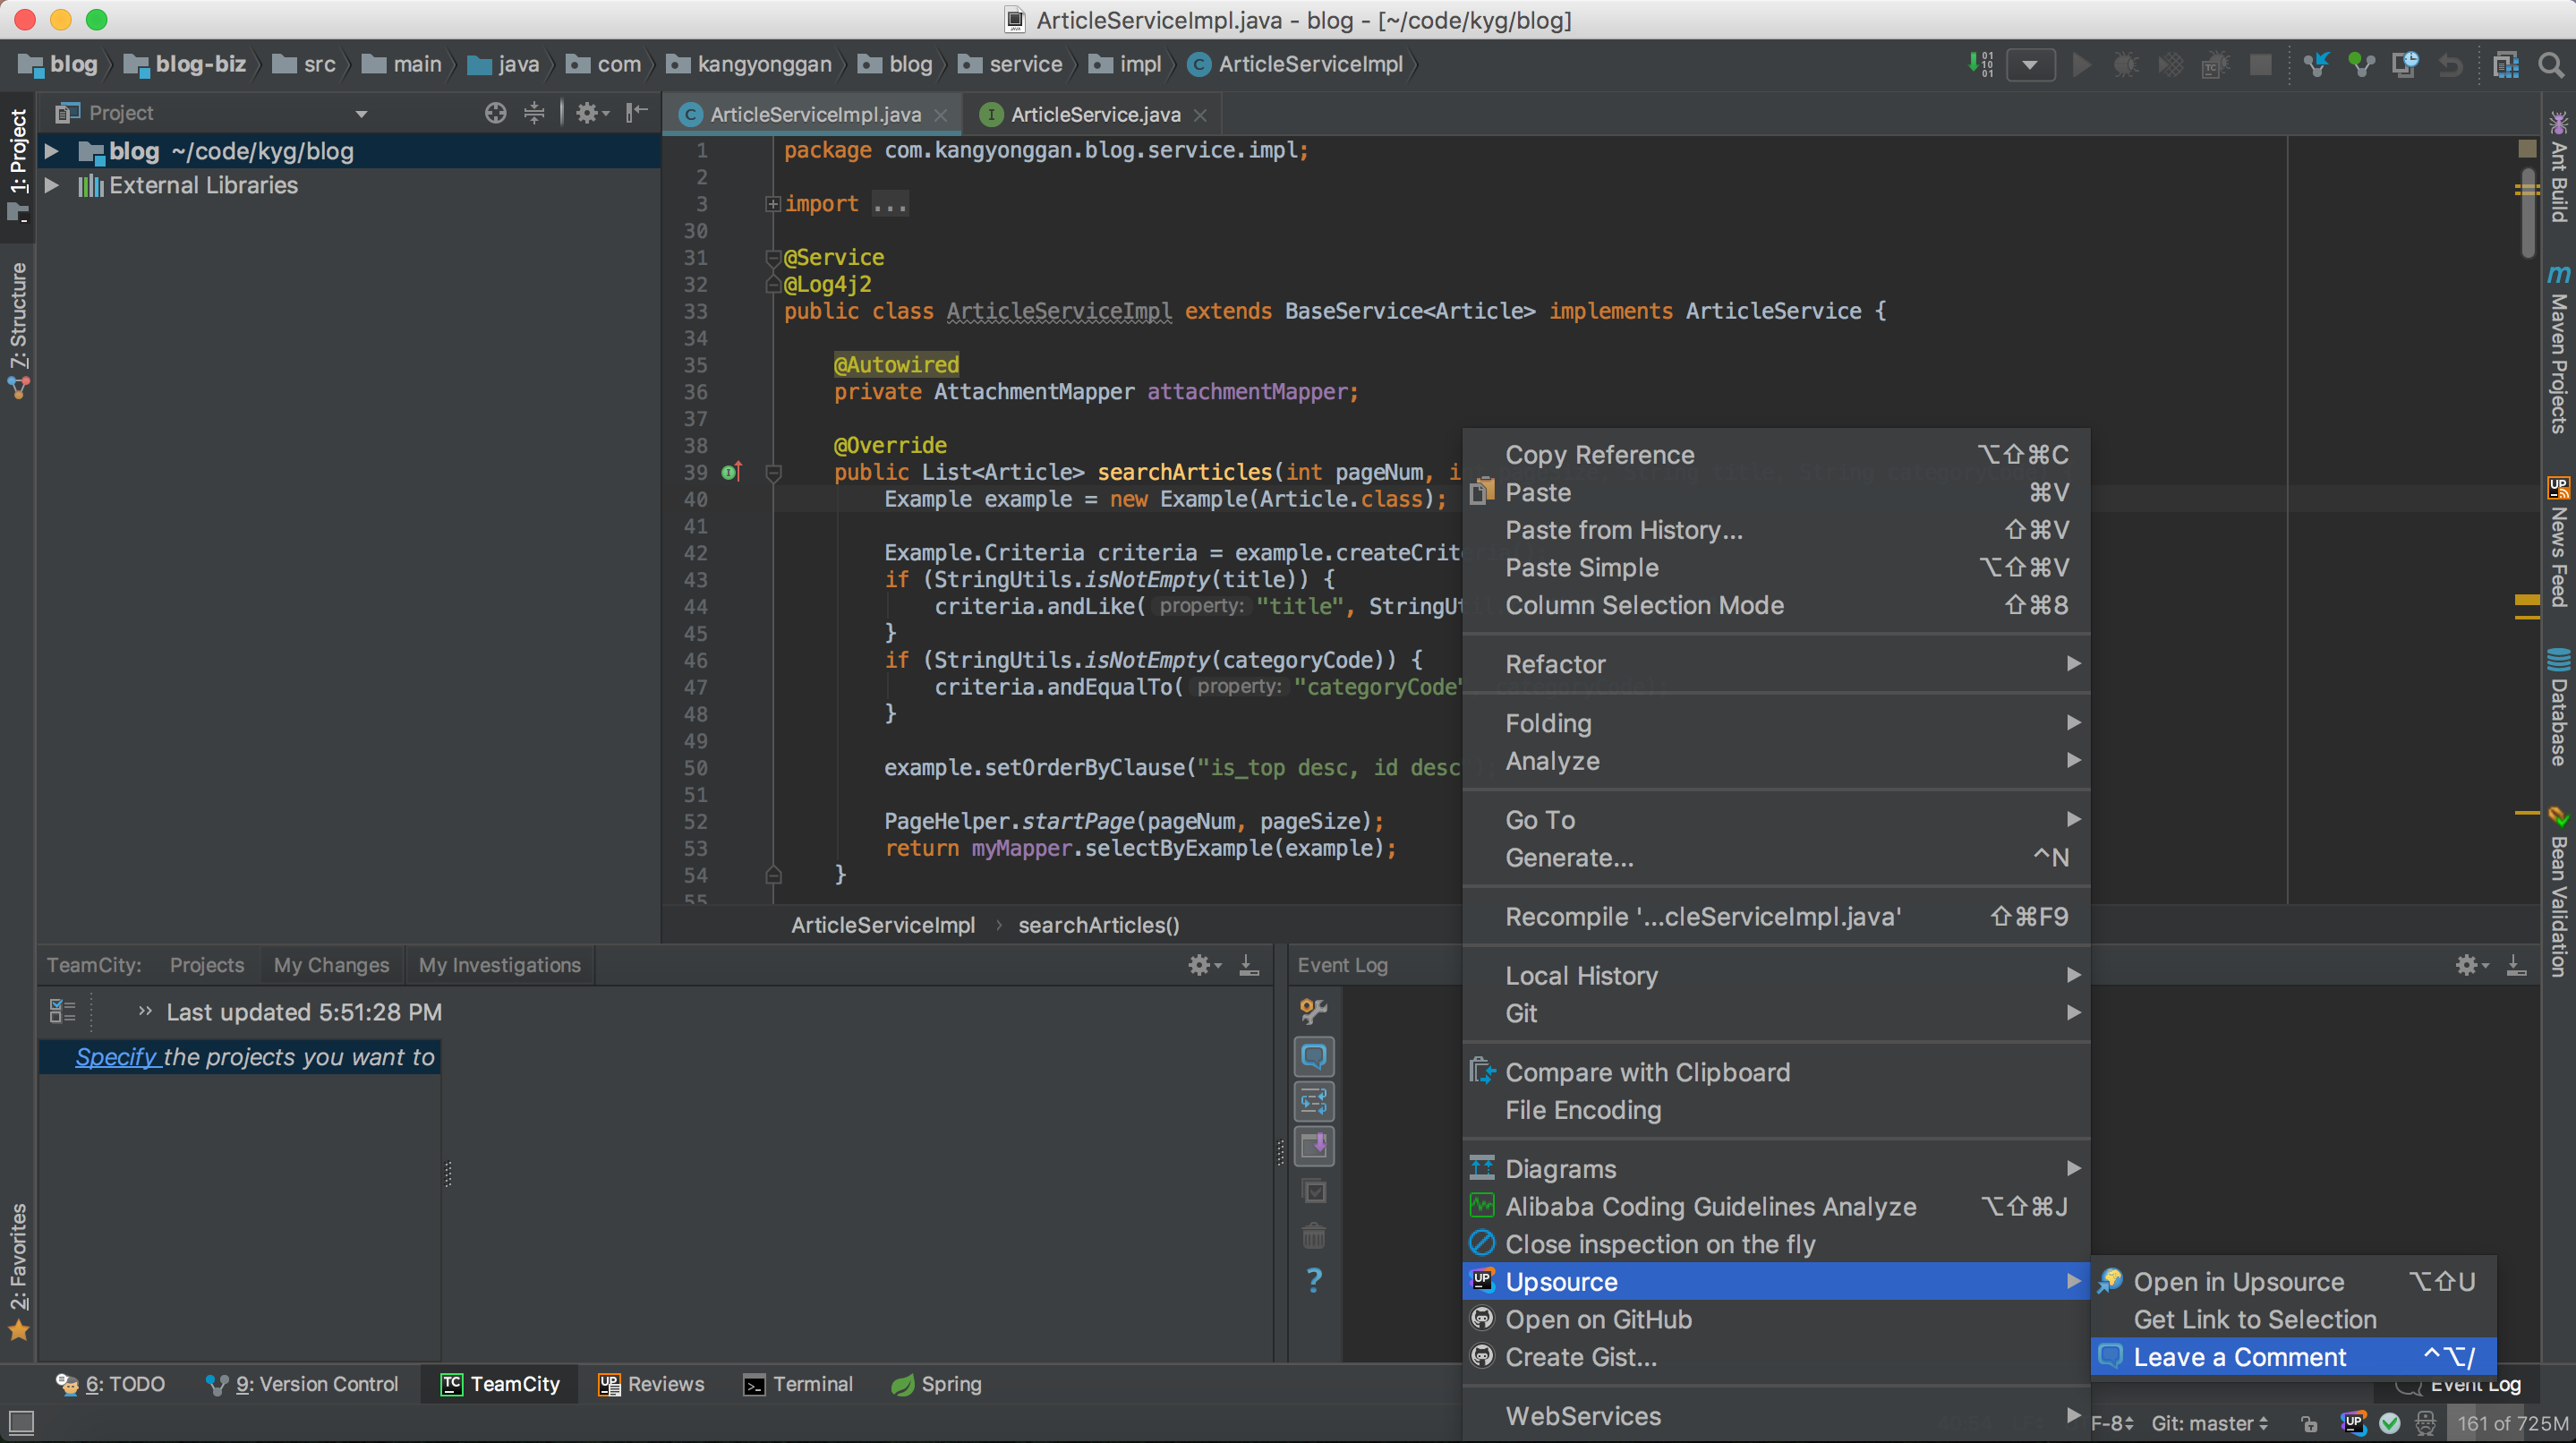 ArticleServiceImpl.java - blog - [~/code/kyg/blog]
blog blog-biz src main java com kangyonggan blog service impl ArticleServiceImpl
Project
ArticleServiceImpl.java
ArticleService.java
1: Project
7: Structure
2: Favorites
blog ~/code/kyg/blog
External Libraries
1 package com.kangyonggan.blog.service.impl;
2
3 import ...
30
31 @Service
32 @Log4j2
33 public class ArticleServiceImpl extends BaseService<Article> implements ArticleService {
34
35 @Autowired
36 private AttachmentMapper attachmentMapper;
37
38 @Override
39 public List<Article> searchArticles(int pageNum, i
40 Example example = new Example(Article.class);
41
42 Example.Criteria criteria = example.createCrite
43 if (StringUtils.isNotEmpty(title)) {
44 criteria.andLike( property: "title", StringUt
45 }
46 if (StringUtils.isNotEmpty(categoryCode)) {
47 criteria.andEqualTo( property: "categoryCode"
48 }
49
50 example.setOrderByClause("is_top desc, id desc
51
52 PageHelper.startPage(pageNum, pageSize);
53 return myMapper.selectByExample(example);
54 }
55
ArticleServiceImpl › searchArticles()
Copy Reference ⌥⇧⌘C
Paste ⌘V
Paste from History... ⇧⌘V
Paste Simple ⌥⇧⌘V
Column Selection Mode ⇧⌘8
Refactor
Folding
Analyze
Go To
Generate... ^N
Recompile '...cleServiceImpl.java' ⇧⌘F9
Local History
Git
Compare with Clipboard
File Encoding
Diagrams
Alibaba Coding Guidelines Analyze ⌥⇧⌘J
Close inspection on the fly
Upsource
Open on GitHub
Create Gist...
WebServices
Open in Upsource ⌥⇧U
Get Link to Selection
Leave a Comment ^⌥/
Ant Build
Maven Projects
News Feed
Database
Bean Validation
TeamCity: Projects My Changes My Investigations
Last updated 5:51:28 PM
Specify the projects you want to
Event Log
6: TODO 9: Version Control TeamCity Reviews Terminal Spring
Event Log
F-8 Git: master 161 of 725M